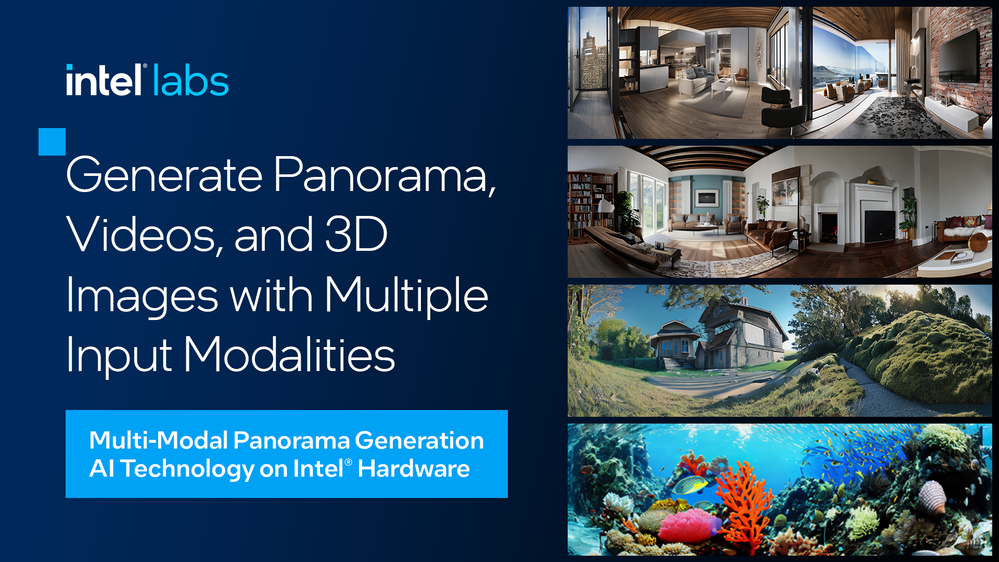 intel® labs
Generate Panorama,
Videos, and 3D
Images with Multiple
Input Modalities
Multi-Modal Panorama Generation
AI Technology on Intel® Hardware